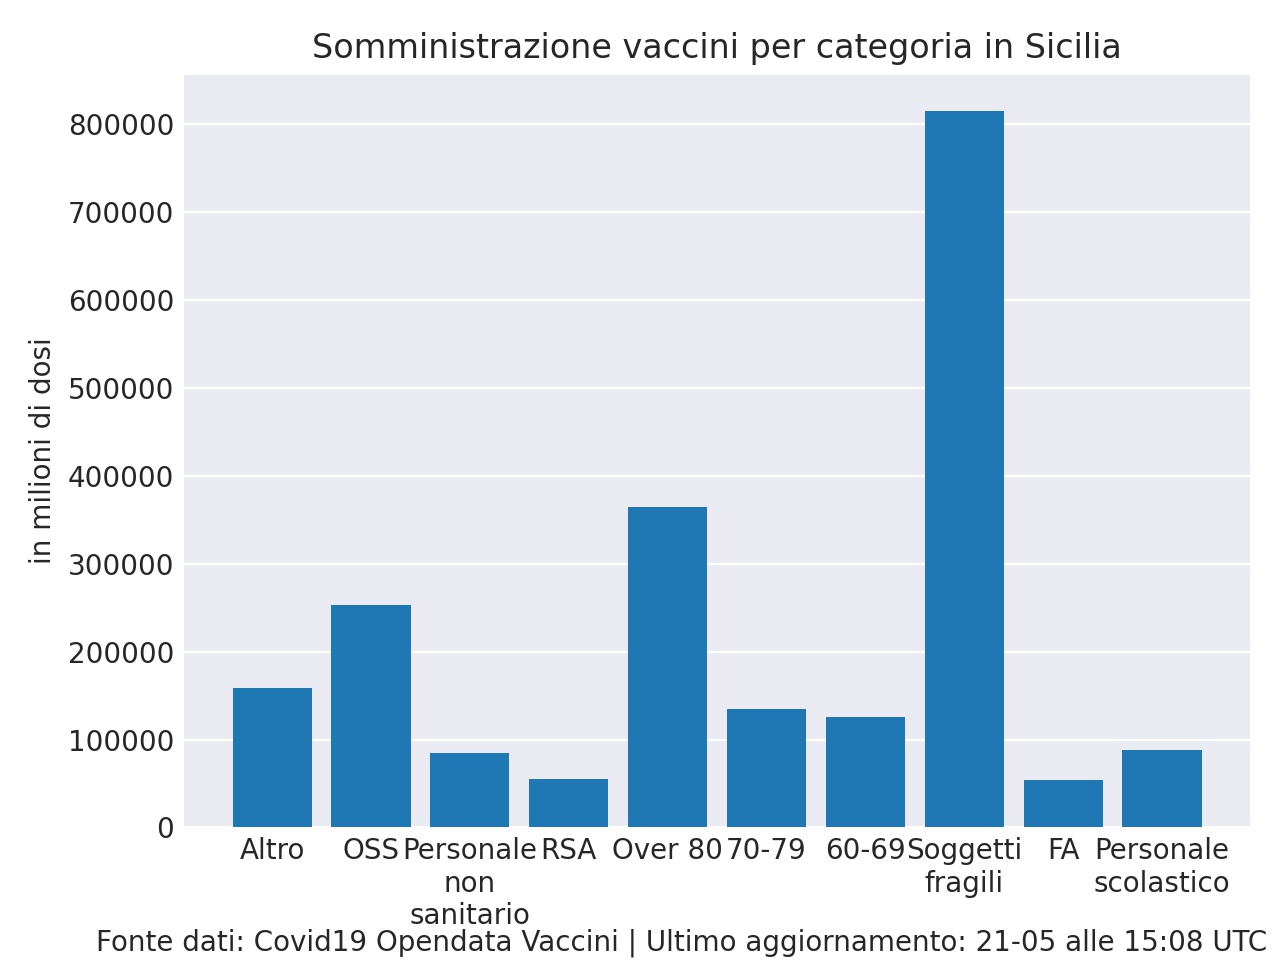 Somministrazione vaccini per categoria in Sicilia
in milioni di dosi
800000
700000
600000
500000
400000
300000
200000
100000
0
Altro
OSS
Personale
non
sanitario
RSA
Over 80
70-79
60-69
Soggetti
fragili
FA
Personale
scolastico
Fonte dati: Covid19 Opendata Vaccini | Ultimo aggiornamento: 21-05 alle 15:08 UTC